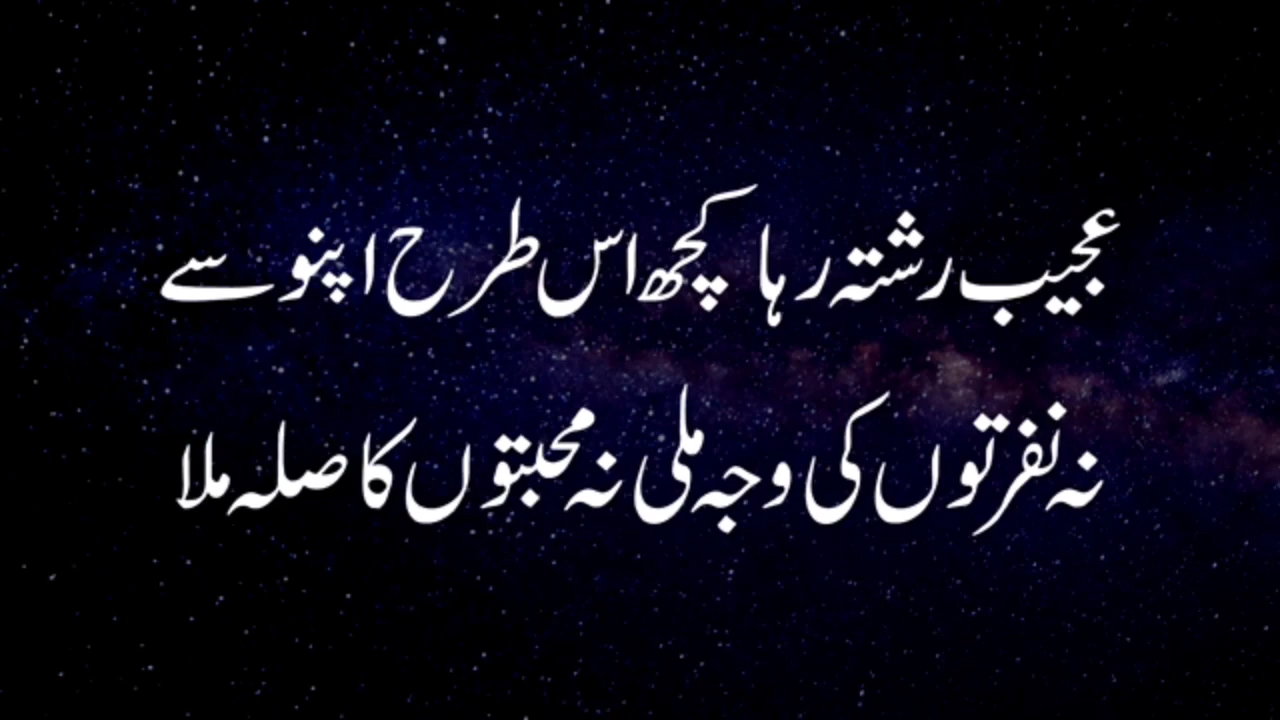 عجیب رشتہ رہا کچھ اس طرح اپنو سے
نہ نفرتوں کی وجہ ملی نہ محبتوں کا صلہ ملا